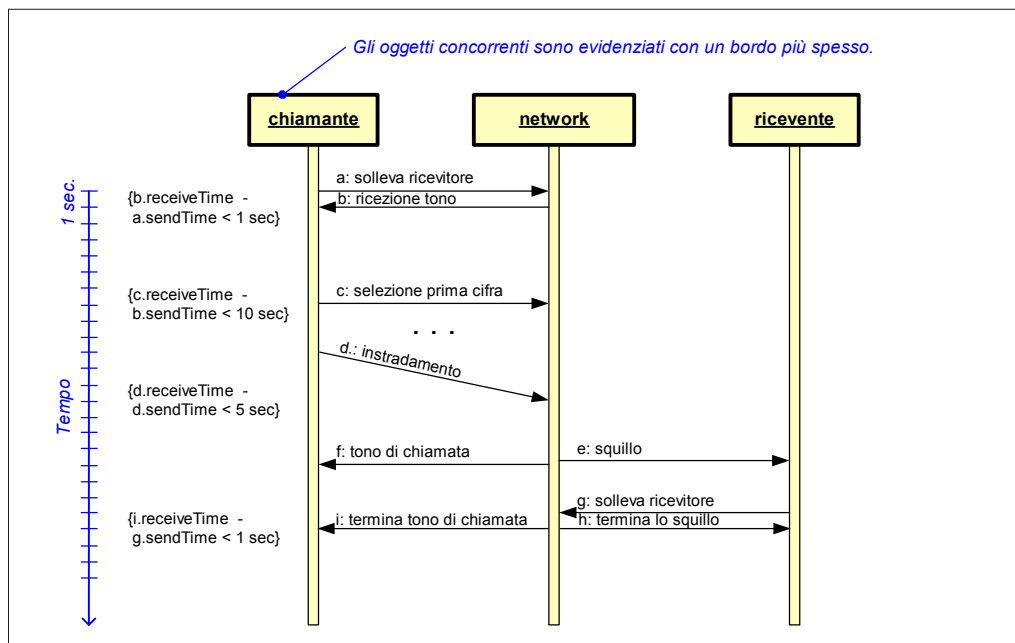 Gli oggetti concorrenti sono evidenziati con un bordo più spesso.
chiamante
network
ricevente
1 sec.
Tempo
a: solleva ricevitore
b: ricezione tono
{b.receiveTime -
a.sendTime < 1 sec}
c: selezione prima cifra
{c.receiveTime -
b.sendTime < 10 sec}
. . .
d.: instradamento
{d.receiveTime -
d.sendTime < 5 sec}
f: tono di chiamata
e: squillo
g: solleva ricevitore
i: termina tono di chiamata
h: termina lo squillo
{i.receiveTime -
g.sendTime < 1 sec}